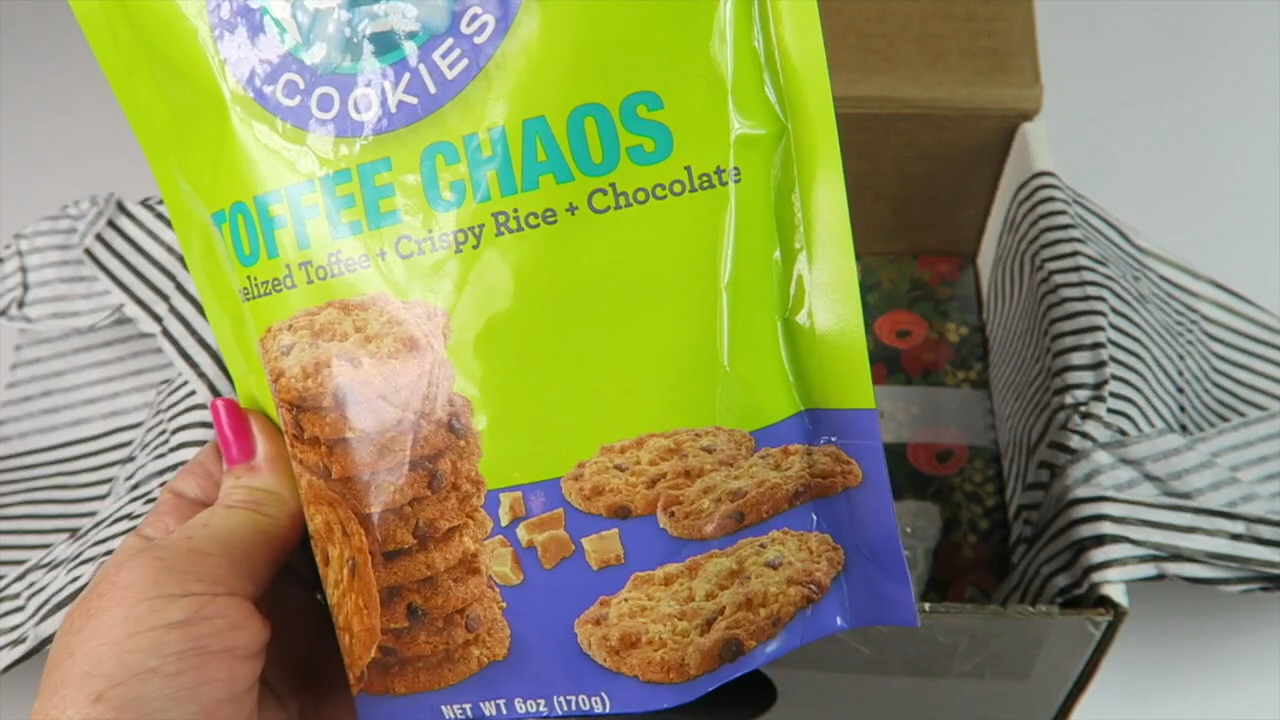 COOKIES
TOFFEE CHAOS
elized Toffee + Crispy Rice + Chocolate
NET WT 6oz (170g)